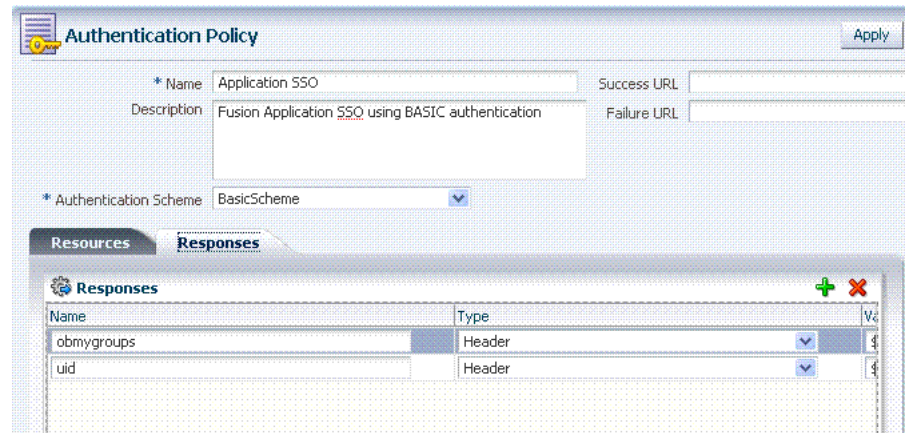 Authentication Policy
Apply
* Name Application SSO
Success URL
Description Fusion Application SSO using BASIC authentication
Failure URL
* Authentication Scheme BasicScheme
Resources Responses
Responses
Name Type
obmygroups Header $
uid Header $